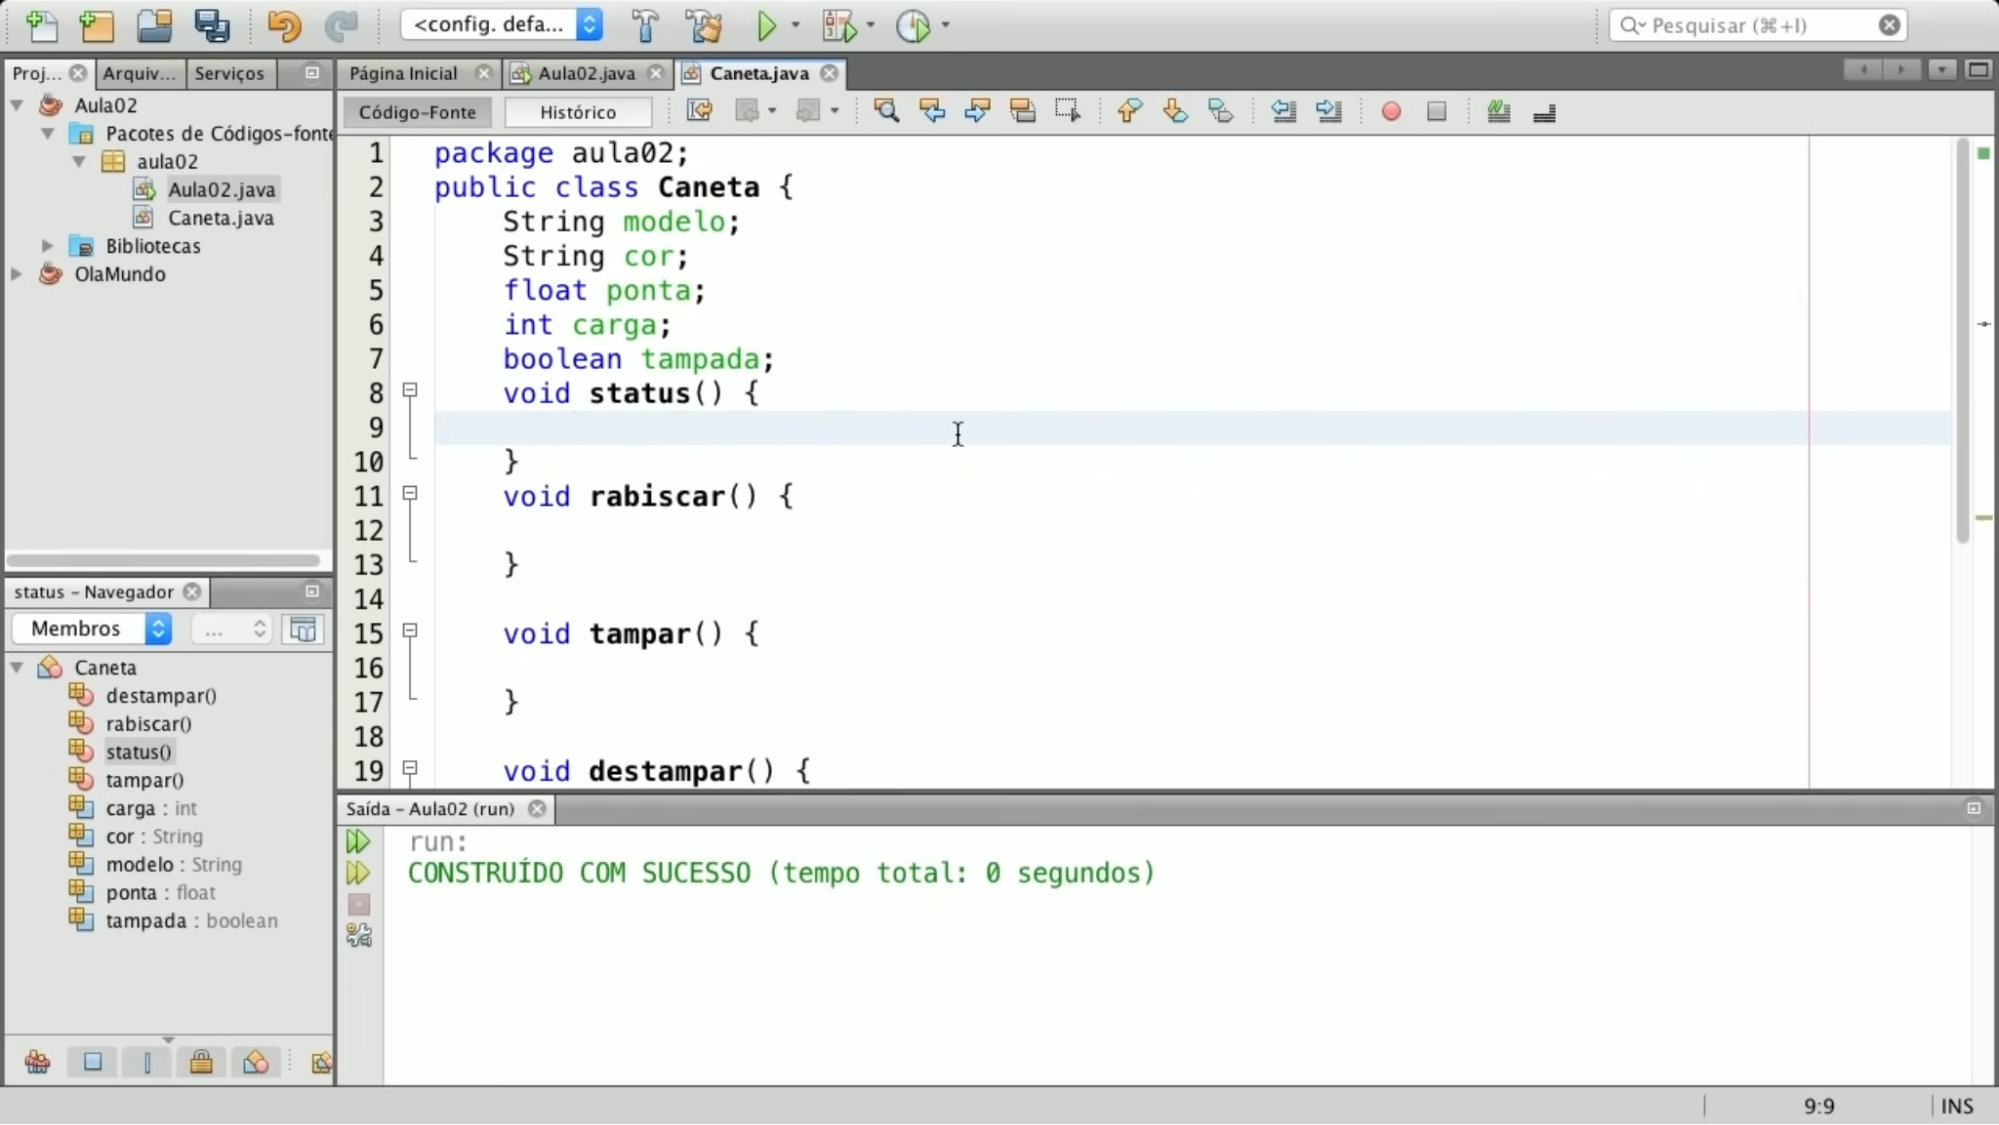 <config. defa...
Pesquisar (⌘+I)
Proj...
Arquiv...
Serviços
Página Inicial
Aula02.java
Caneta.java
Código-Fonte
Histórico
Aula02
Pacotes de Códigos-fonte
aula02
Aula02.java
Caneta.java
Bibliotecas
OlaMundo
1 package aula02;
2 public class Caneta {
3 String modelo;
4 String cor;
5 float ponta;
6 int carga;
7 boolean tampada;
8 void status() {
9
10 }
11 void rabiscar() {
12
13 }
14
15 void tampar() {
16
17 }
18
19 void destampar() {
status – Navegador
Membros
...
Caneta
destampar()
rabiscar()
status()
tampar()
carga : int
cor : String
modelo : String
ponta : float
tampada : boolean
Saída – Aula02 (run)
run:
CONSTRUÍDO COM SUCESSO (tempo total: 0 segundos)
9:9
INS